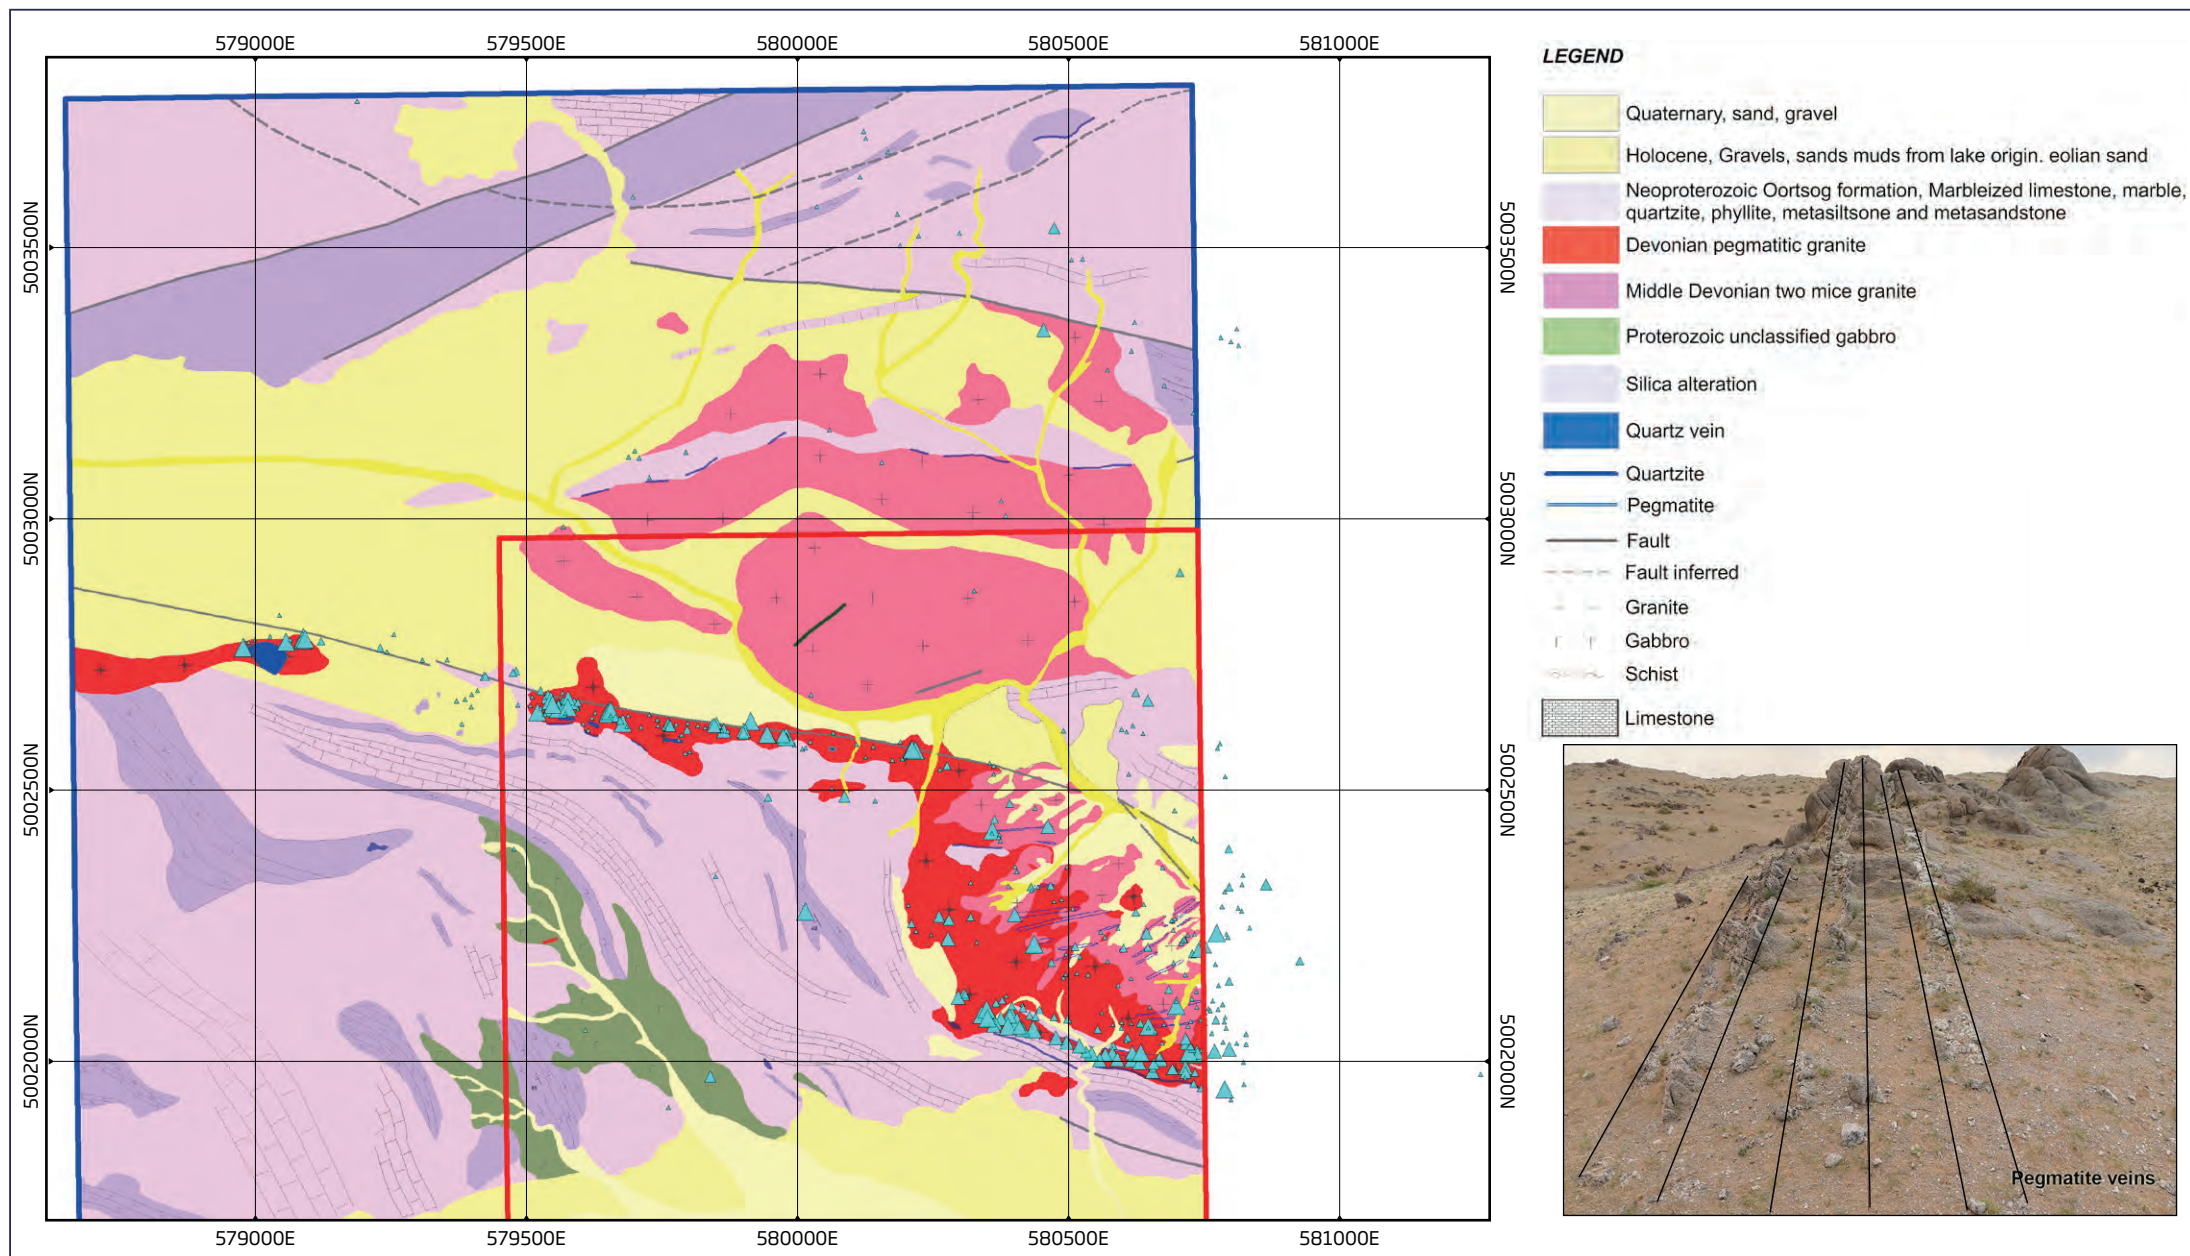 579000E 579500E 580000E 580500E 581000E
5003500N 5003500N
5003000N 5003000N
5002500N 5002500N
5002000N 5002000N
579000E 579500E 580000E 580500E 581000E
LEGEND
Quaternary, sand, gravel
Holocene, Gravels, sands muds from lake origin. eolian sand
Neoproterozoic Oortsog formation, Marbleized limestone, marble,
quartzite, phyllite, metasiltsone and metasandstone
Devonian pegmatitic granite
Middle Devonian two mice granite
Proterozoic unclassified gabbro
Silica alteration
Quartz vein
Quartzite
Pegmatite
Fault
Fault inferred
Granite
Gabbro
Schist
Limestone
Pegmatite veins